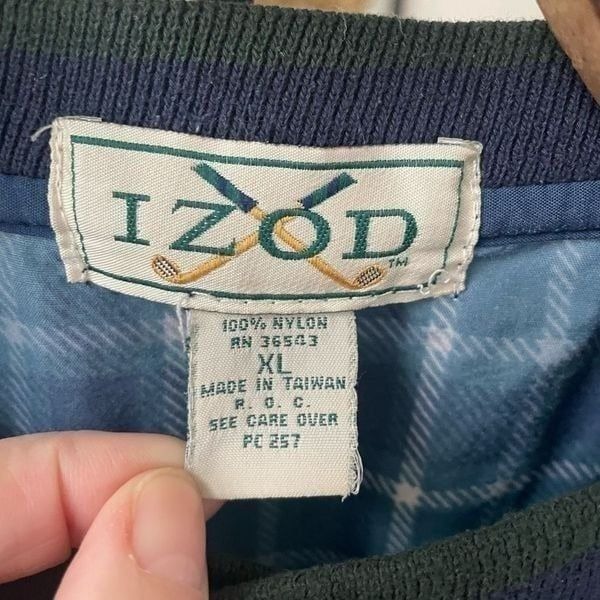 IZOD
TM
100% NYLON
RN 36543
XL
MADE IN TAIWAN
R. O. C.
SEE CARE OVER
PC 257